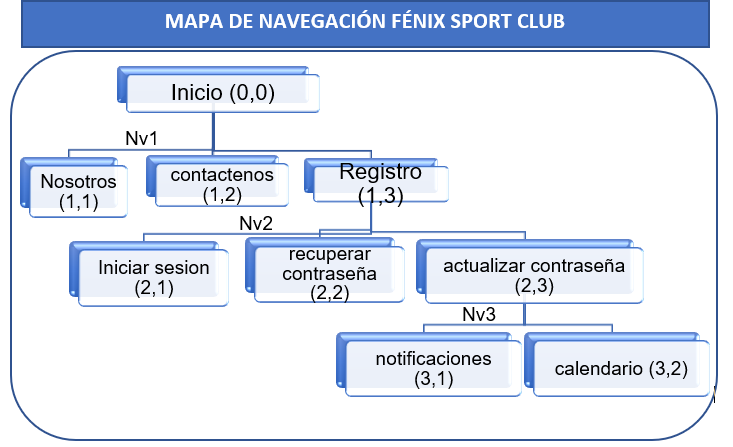 MAPA DE NAVEGACIÓN FÉNIX SPORT CLUB
Inicio (0,0)
Nv1
Nosotros
(1,1)
contactenos
(1,2)
Registro
(1,3)
Nv2
Iniciar sesion
(2,1)
recuperar
contraseña
(2,2)
actualizar contraseña
(2,3)
Nv3
notificaciones
(3,1)
calendario (3,2)